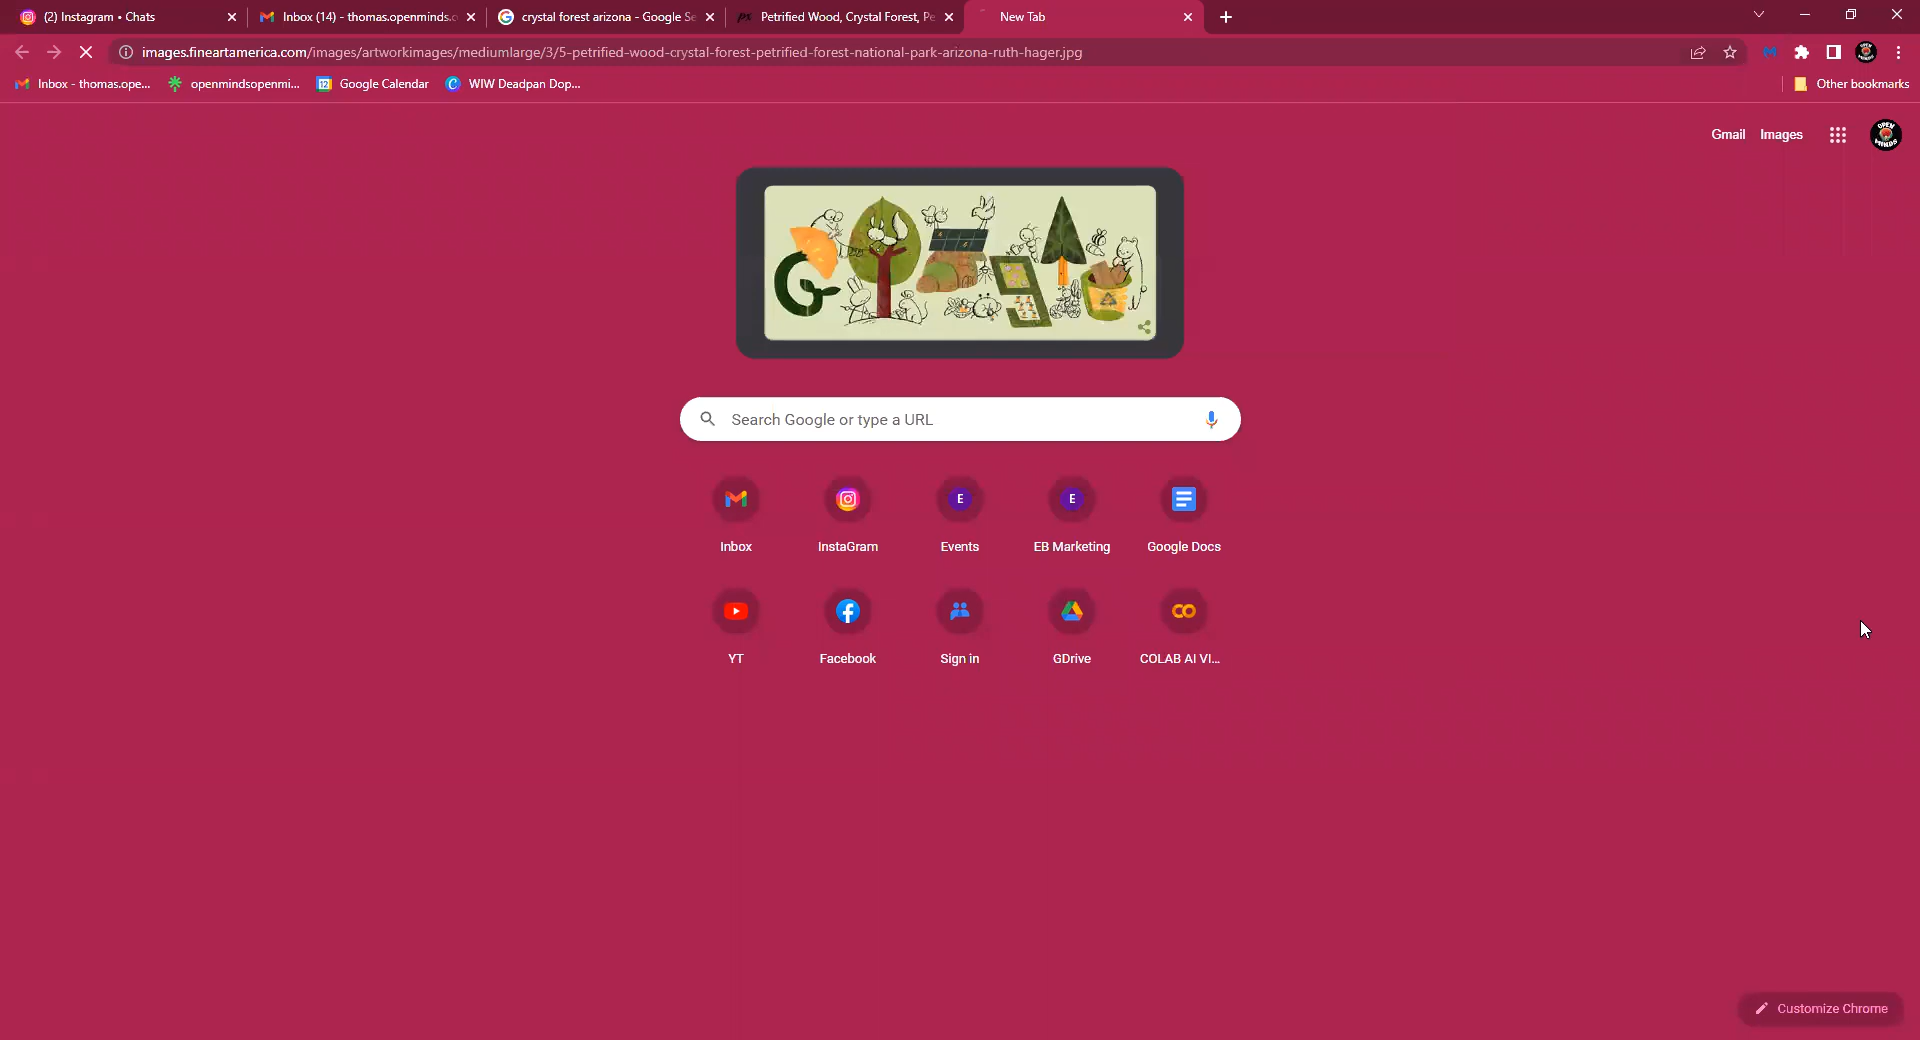 (2) Instagram • Chats
Inbox (14) - thomas.openminds.c
crystal forest arizona - Google Se
Petrified Wood, Crystal Forest, Pe
New Tab
images.fineartamerica.com/images/artworkimages/mediumlarge/3/5-petrified-wood-crystal-forest-petrified-forest-national-park-arizona-ruth-hager.jpg
Inbox - thomas.ope...
openmindsopenmi...
Google Calendar
WIW Deadpan Dop...
Other bookmarks
Gmail
Images
OPEN
MINDS
Search Google or type a URL
Inbox
InstaGram
Events
EB Marketing
Google Docs
YT
Facebook
Sign in
GDrive
COLAB AI VI...
Customize Chrome